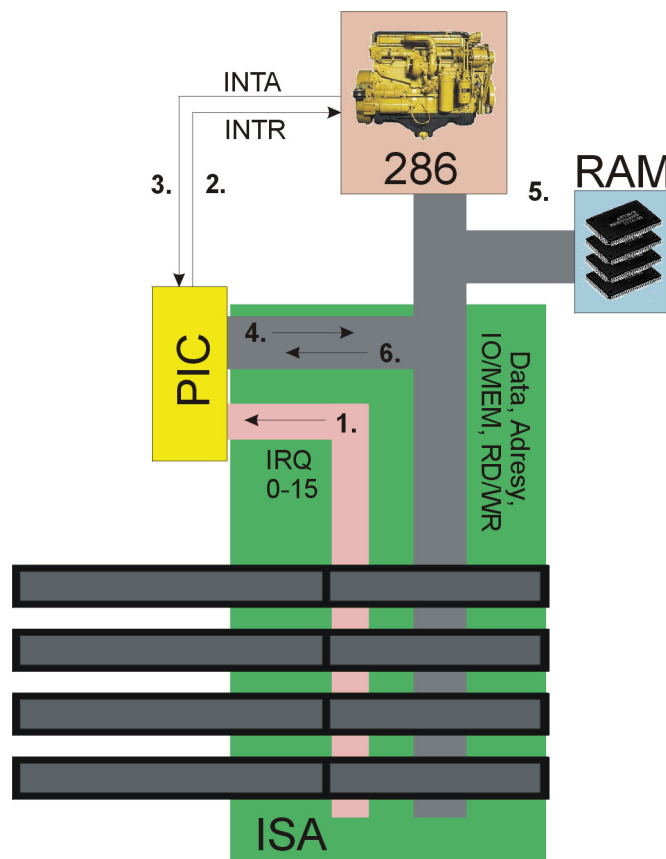 INTA
INTR
286
RAM
3.
2.
5.
PIC
4.
6.
Data, Adresy,
IO/MEM, RD/WR
1.
IRQ
0-15
ISA